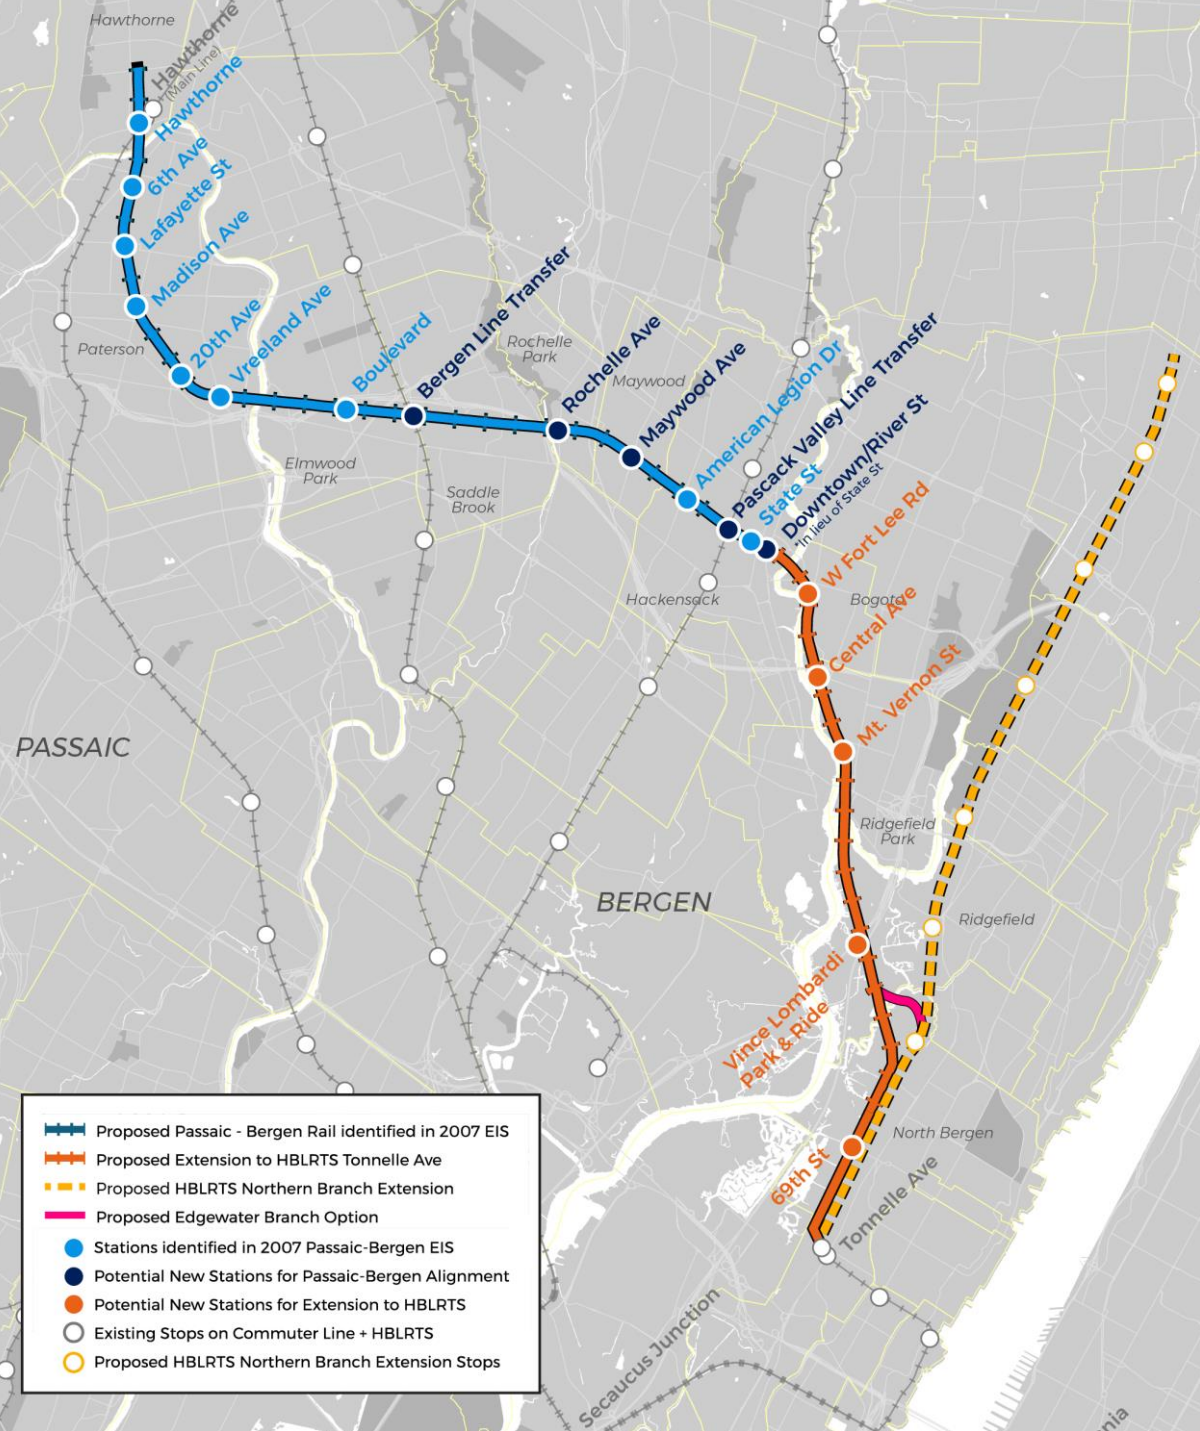 Hawthorne
Hawthorne
(Main Line)
Hawthorne
6th Ave
Lafayette St
Madison Ave
20th Ave
Vreeland Ave
Boulevard
Bergen Line Transfer
Rochelle Ave
Maywood Ave
American Legion Dr
Pascack Valley Line Transfer
State St
Downtown/River St
*In lieu of State St
W Fort Lee Rd
Central Ave
Mt. Vernon St
Vince Lombardi
Park & Ride
69th St
Tonnelle Ave
Secaucus Junction
Paterson
Rochelle
Park
Maywood
Elmwood
Park
Saddle
Brook
Hackensack
Bogota
PASSAIC
BERGEN
Ridgefield
Park
Ridgefield
North Bergen
Proposed Passaic - Bergen Rail identified in 2007 EIS
Proposed Extension to HBLRTS Tonnelle Ave
Proposed HBLRTS Northern Branch Extension
Proposed Edgewater Branch Option
Stations identified in 2007 Passaic-Bergen EIS
Potential New Stations for Passaic-Bergen Alignment
Potential New Stations for Extension to HBLRTS
Existing Stops on Commuter Line + HBLRTS
Proposed HBLRTS Northern Branch Extension Stops